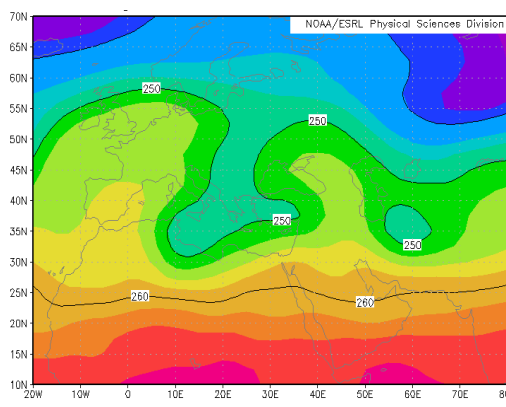 NOAA/ESRL Physical Sciences Division
70N
65N
60N
55N
50N
45N
40N
35N
30N
25N
20N
15N
10N
250
250
250
250
260
260
20W
10W
0
10E
20E
30E
40E
50E
60E
70E
80